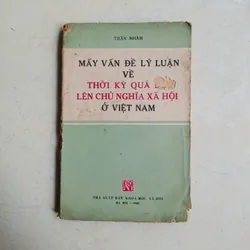 TRẦN NHÂM
MẤY VẤN ĐỀ LÝ LUẬN
VỀ
THỜI KỲ QUÁ
LÊN CHỦ NGHĨA XÃ HỘI
Ở VIỆT NAM
NHÀ XUẤT BẢN KHOA HỌC XÃ HỘI
HÀ NỘI